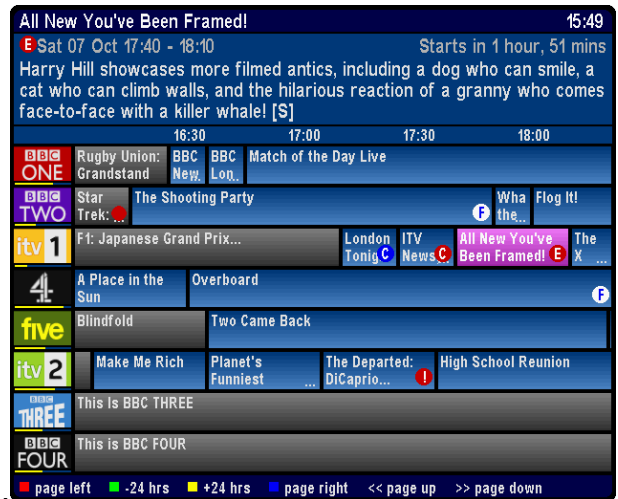 All New You've Been Framed! 15:49
E Sat 07 Oct 17:40 - 18:10 Starts in 1 hour, 51 mins
Harry Hill showcases more filmed antics, including a dog who can smile, a
cat who can climb walls, and the hilarious reaction of a granny who comes
face-to-face with a killer whale! [S]
16:30 17:00 17:30 18:00
BBC Rugby Union: BBC BBC Match of the Day Live
ONE Grandstand New.. Lon..
BBC Star The Shooting Party Wha Flog It!
TWO Trek: ... F the...
itv 1 F1: Japanese Grand Prix... London ITV All New You've The
Tonig C News.. C Been Framed! E X ...
4 A Place in the Overboard
Sun F
five Blindfold Two Came Back
itv 2 Make Me Rich Planet's The Departed: High School Reunion
Funniest ... DiCaprio... !
BBC This Is BBC THREE
THREE
BBC This is BBC FOUR
FOUR
page left -24 hrs +24 hrs page right << page up >> page down